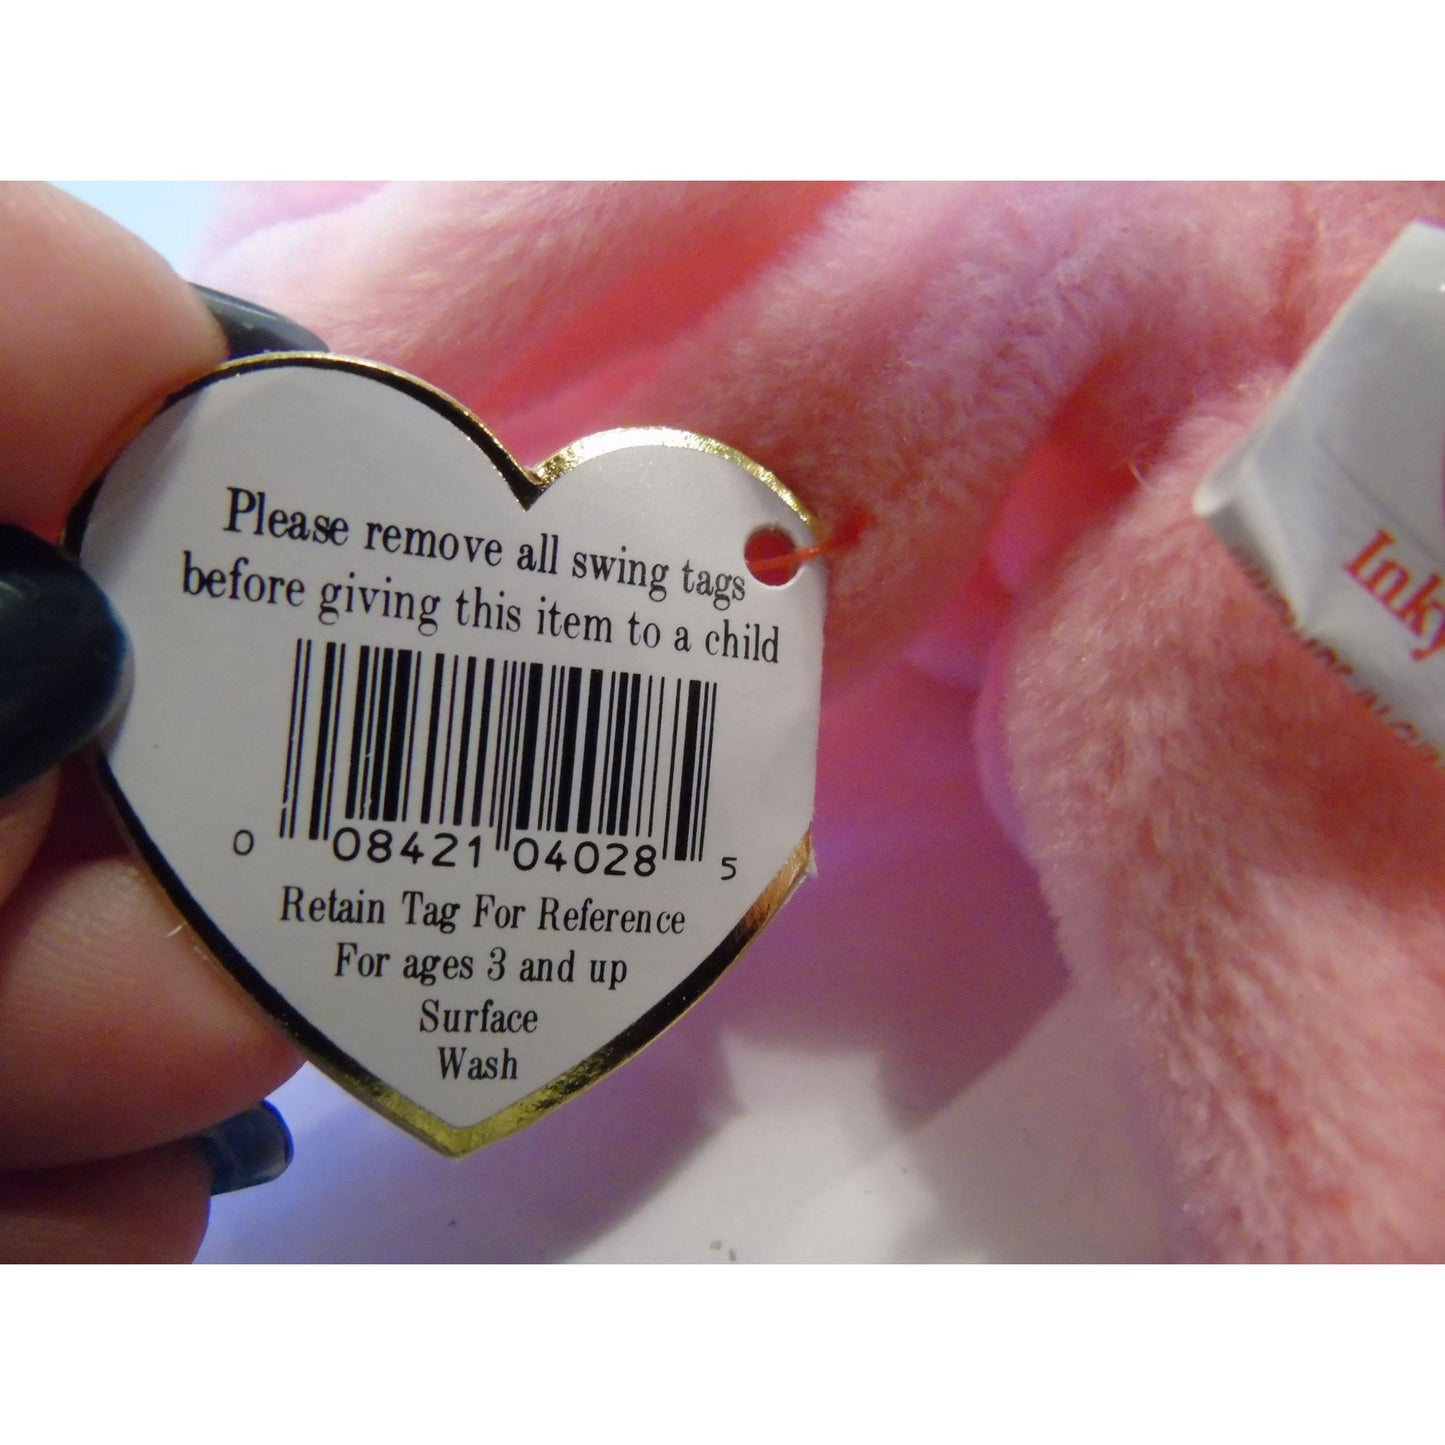 Please remove all swing tags
before giving this item to a child
0 08421 04028 5
Retain Tag For Reference
For ages 3 and up
Surface
Wash
Inky